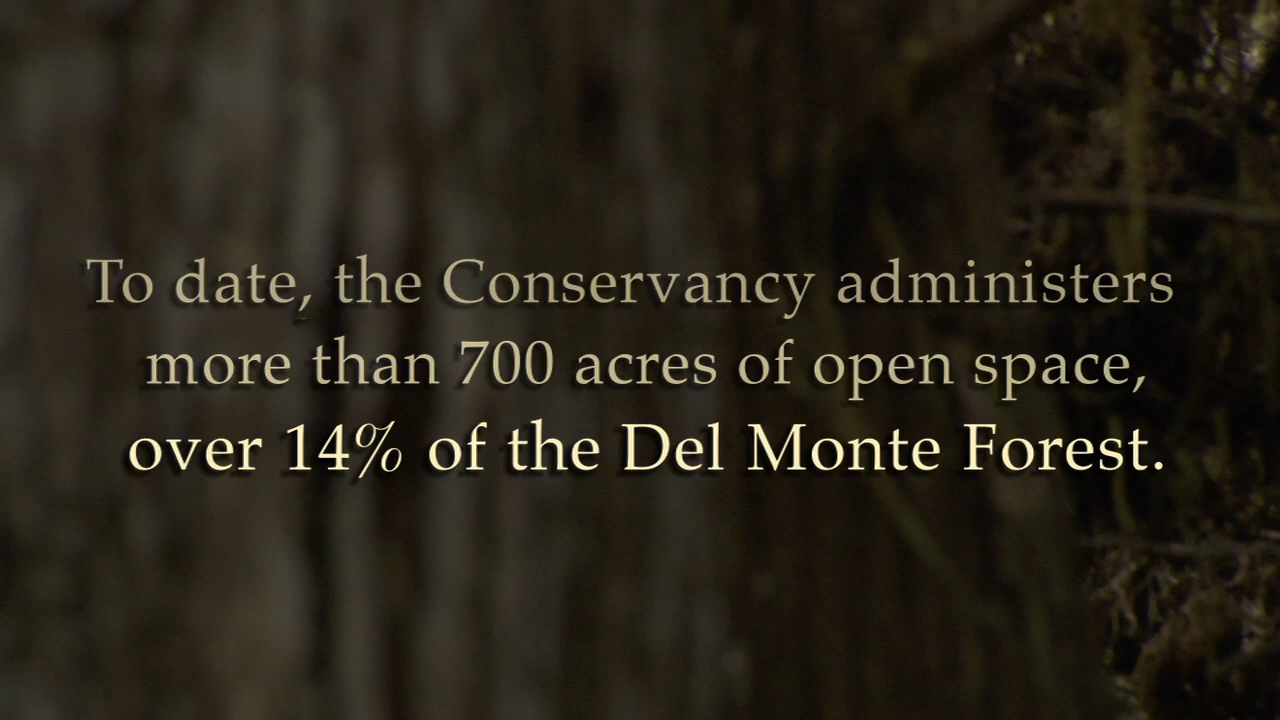 To date, the Conservancy administers
more than 700 acres of open space,
over 14% of the Del Monte Forest.